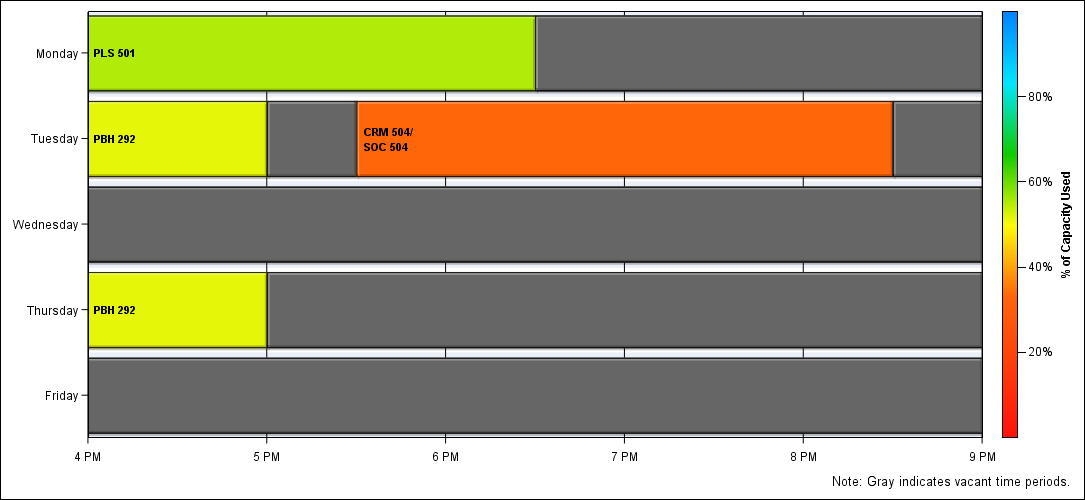 Monday
PLS 501
Tuesday
PBH 292
CRM 504/
SOC 504
Wednesday
Thursday
PBH 292
Friday
4 PM
5 PM
6 PM
7 PM
8 PM
9 PM
80%
60%
40%
20%
% of Capacity Used
Note: Gray indicates vacant time periods.